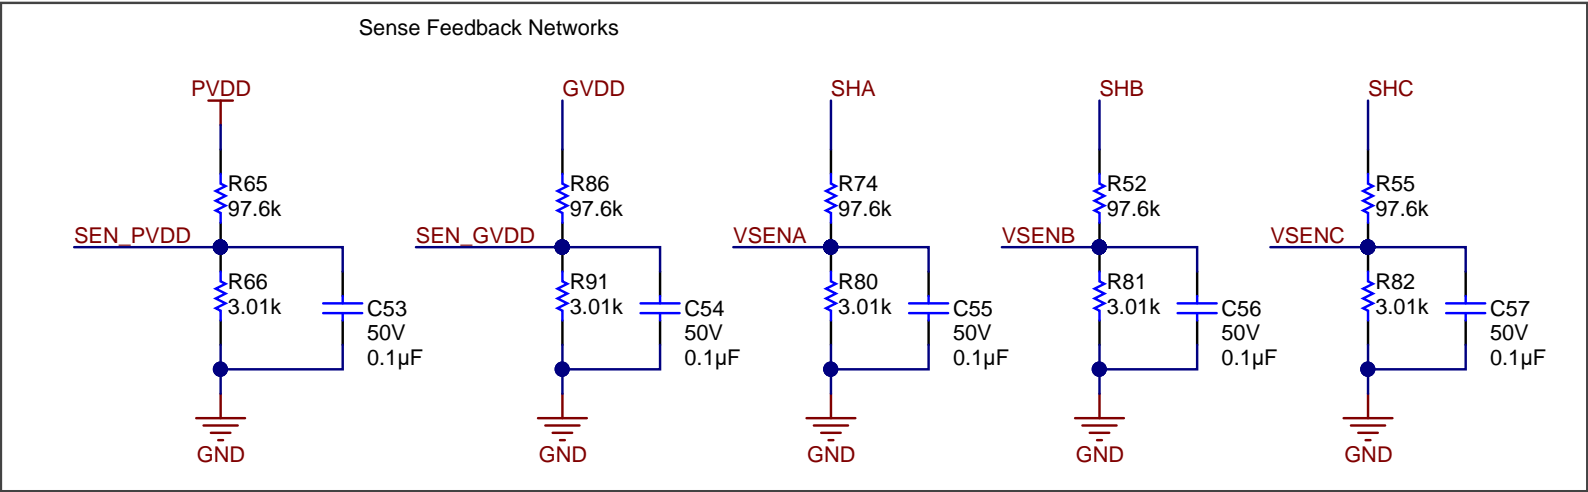 Sense Feedback Networks
PVDD
GVDD
SHA
SHB
SHC
R65
97.6k
R86
97.6k
R74
97.6k
R52
97.6k
R55
97.6k
SEN_PVDD
SEN_GVDD
VSENA
VSENB
VSENC
R66
3.01k
C53
50V
0.1µF
R91
3.01k
C54
50V
0.1µF
R80
3.01k
C55
50V
0.1µF
R81
3.01k
C56
50V
0.1µF
R82
3.01k
C57
50V
0.1µF
GND
GND
GND
GND
GND